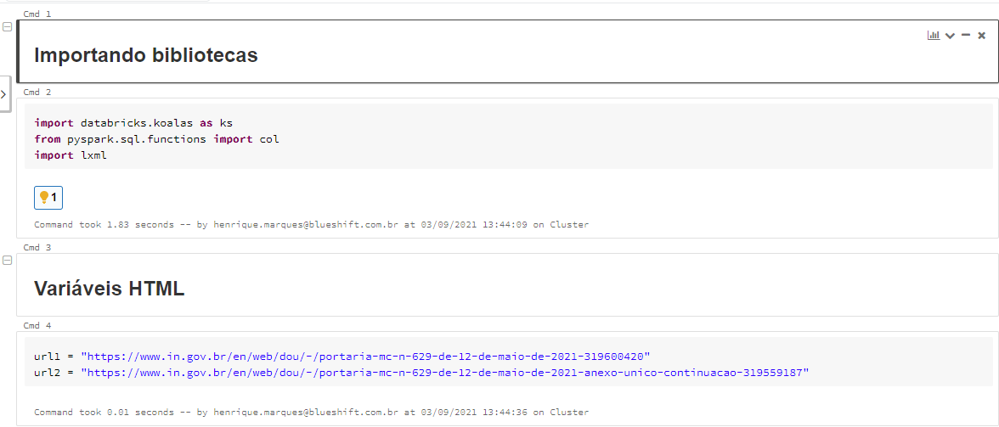 Cmd 1
Importando bibliotecas
Cmd 2
import databricks.koalas as ks
from pyspark.sql.functions import col
import lxml
1
Command took 1.83 seconds -- by henrique.marques@blueshift.com.br at 03/09/2021 13:44:09 on Cluster
Cmd 3
Variáveis HTML
Cmd 4
url1 = "https://www.in.gov.br/en/web/dou/-/portaria-mc-n-629-de-12-de-maio-de-2021-319600420"
url2 = "https://www.in.gov.br/en/web/dou/-/portaria-mc-n-629-de-12-de-maio-de-2021-anexo-unico-continuacao-319559187"
Command took 0.01 seconds -- by henrique.marques@blueshift.com.br at 03/09/2021 13:44:36 on Cluster